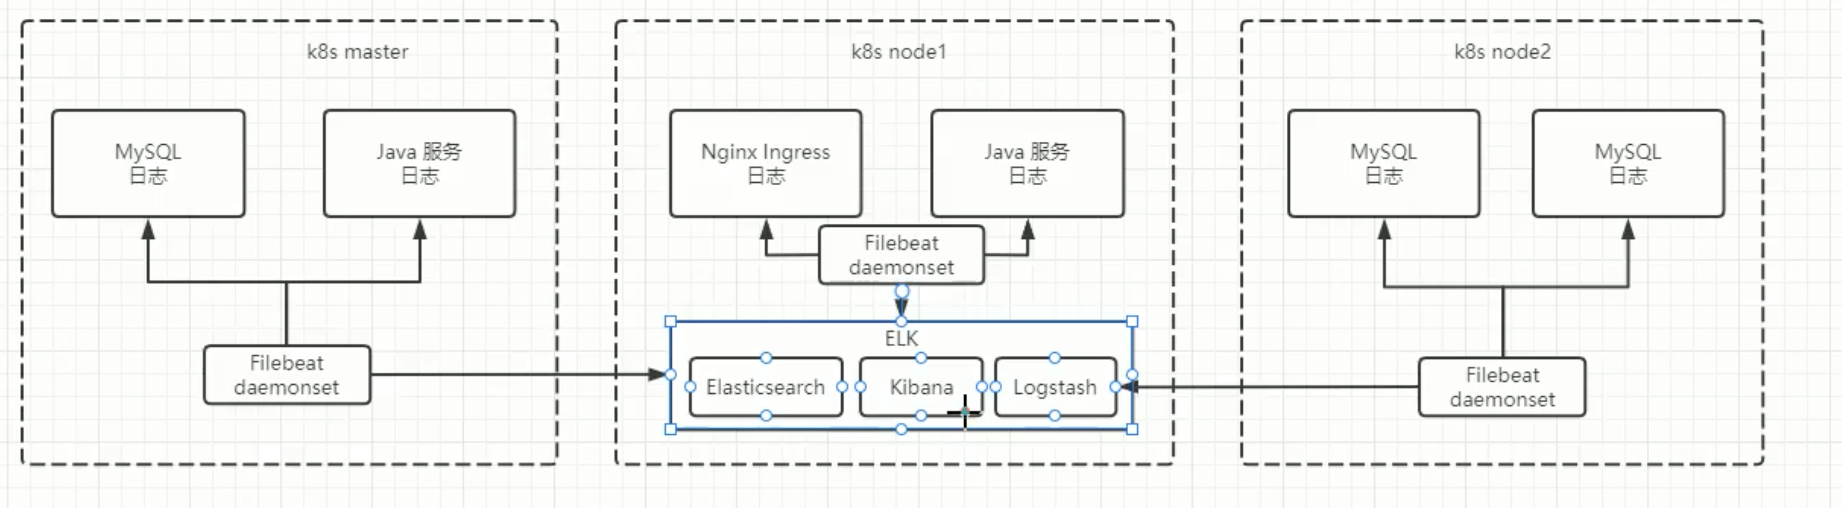 k8s master
MySQL
日志
Java 服务
日志
Filebeat
daemonset
k8s node1
Nginx Ingress
日志
Java 服务
日志
Filebeat
daemonset
ELK
Elasticsearch
Kibana
Logstash
k8s node2
MySQL
日志
MySQL
日志
Filebeat
daemonset